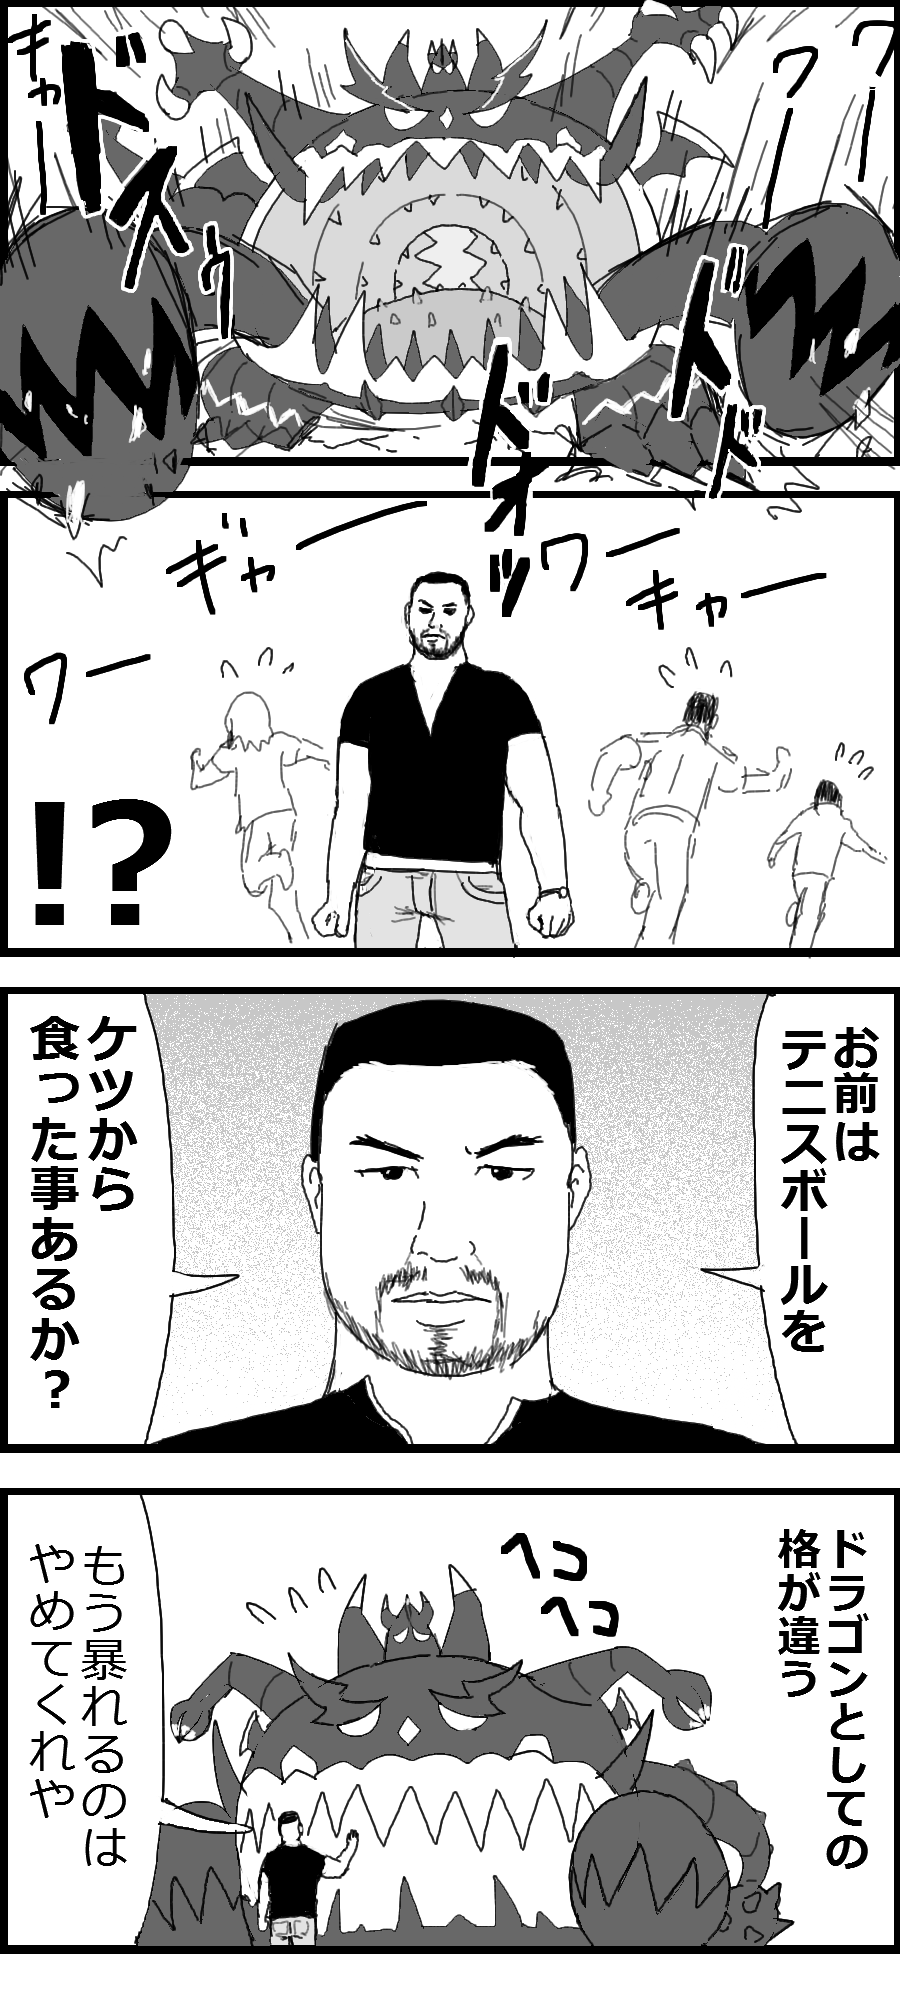 ワー
ワー
ギャー
ドスゥ
ドドドオッ
ギャー
ワー
キャー
ワー
!?
お前は
テニスボールを
ケツから
食った事あるか?
ヘコ
ヘコ
ドラゴンとしての
格が違う
もう暴れるのは
やめてくれや